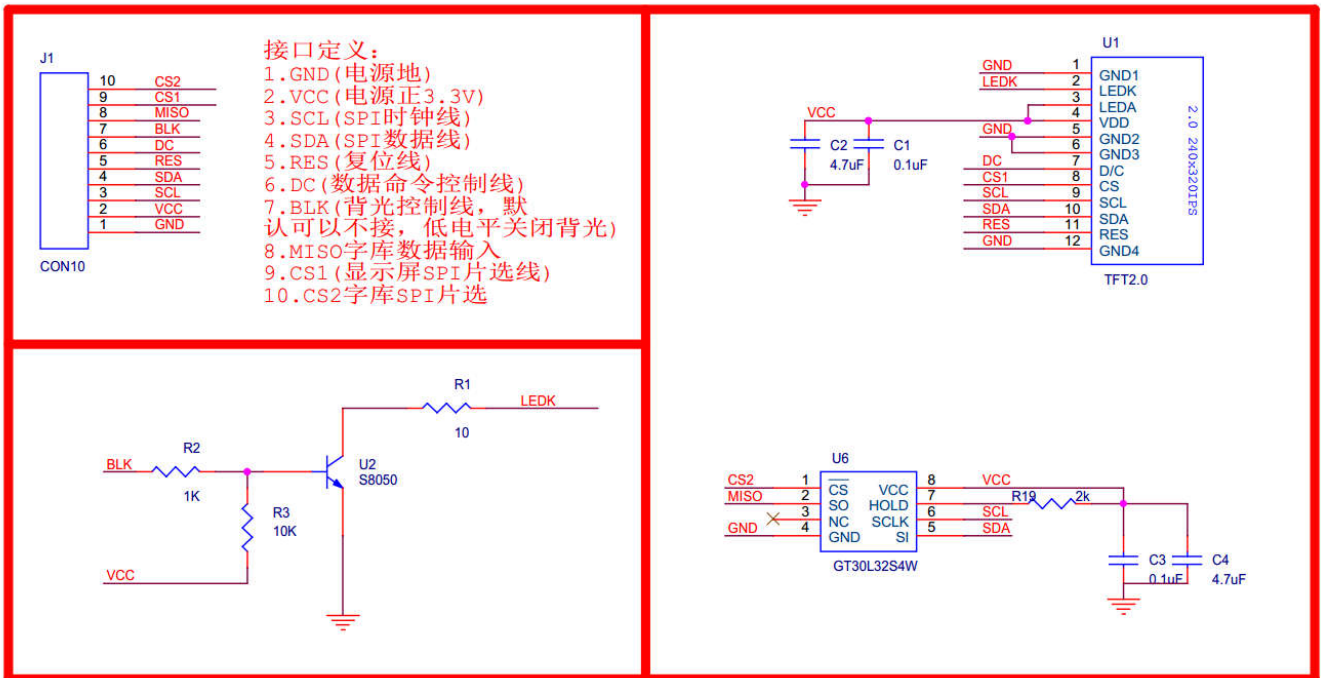 J1
10 CS2
9 CS1
8 MISO
7 BLK
6 DC
5 RES
4 SDA
3 SCL
2 VCC
1 GND
CON10
接口定义:
1.GND(电源地)
2.VCC(电源正3.3V)
3.SCL(SPI时钟线)
4.SDA(SPI数据线)
5.RES(复位线)
6.DC(数据命令控制线)
7.BLK(背光控制线, 默
认可以不接, 低电平关闭背光)
8.MISO字库数据输入
9.CS1(显示屏SPI片选线)
10.CS2字库SPI片选
U1
GND 1 GND1
LEDK 2 LEDK
3 LEDA
VCC 4 VDD
GND 5 GND2
6 GND3
DC 7 D/C
CS1 8 CS
SCL 9 SCL
SDA 10 SDA
RES 11 RES
GND 12 GND4
2.0 240x320IPS
TFT2.0
C2
4.7uF
C1
0.1uF
R1
10
LEDK
BLK
R2
1K
U2
S8050
R3
10K
VCC
U6
CS2 1 CS VCC 8 VCC
MISO 2 SO HOLD 7 R19 2k
3 NC SCLK 6 SCL
GND 4 GND SI 5 SDA
GT30L32S4W
C3
0.1uF
C4
4.7uF